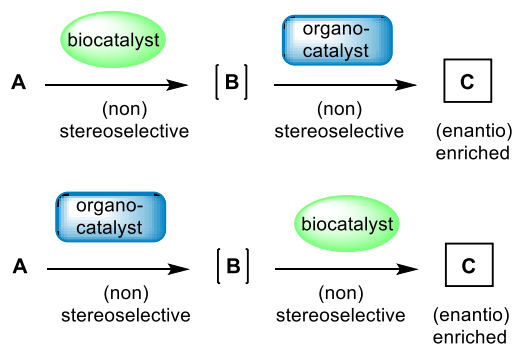 biocatalyst
organo-
catalyst
A
[B]
C
(non)
stereoselective
(non)
stereoselective
(enantio)
enriched
organo-
catalyst
biocatalyst
A
[B]
C
(non)
stereoselective
(non)
stereoselective
(enantio)
enriched